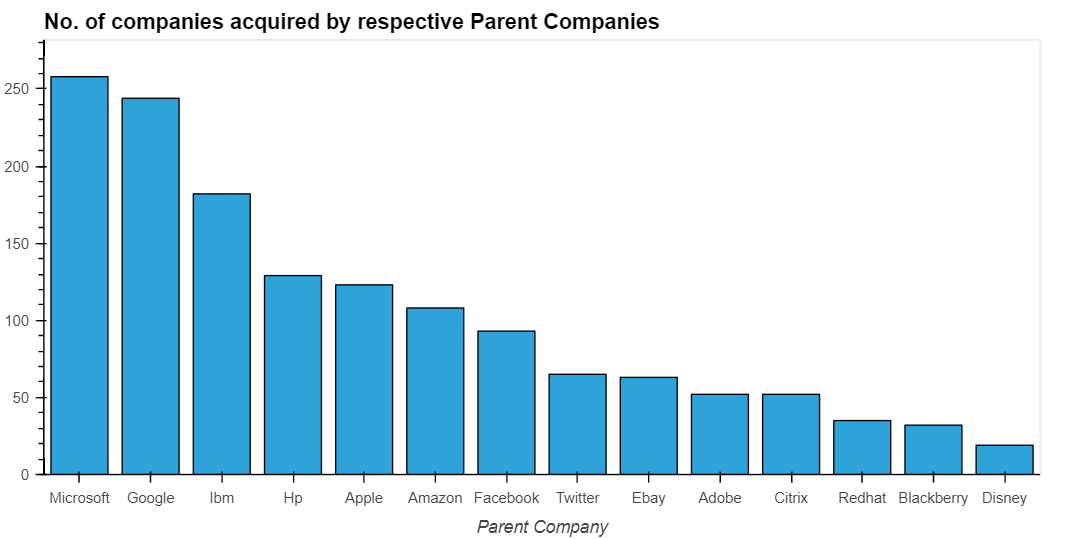 No. of companies acquired by respective Parent Companies
250
200
150
100
50
0
Microsoft Google Ibm Hp Apple Amazon Facebook Twitter Ebay Adobe Citrix Redhat Blackberry Disney
Parent Company